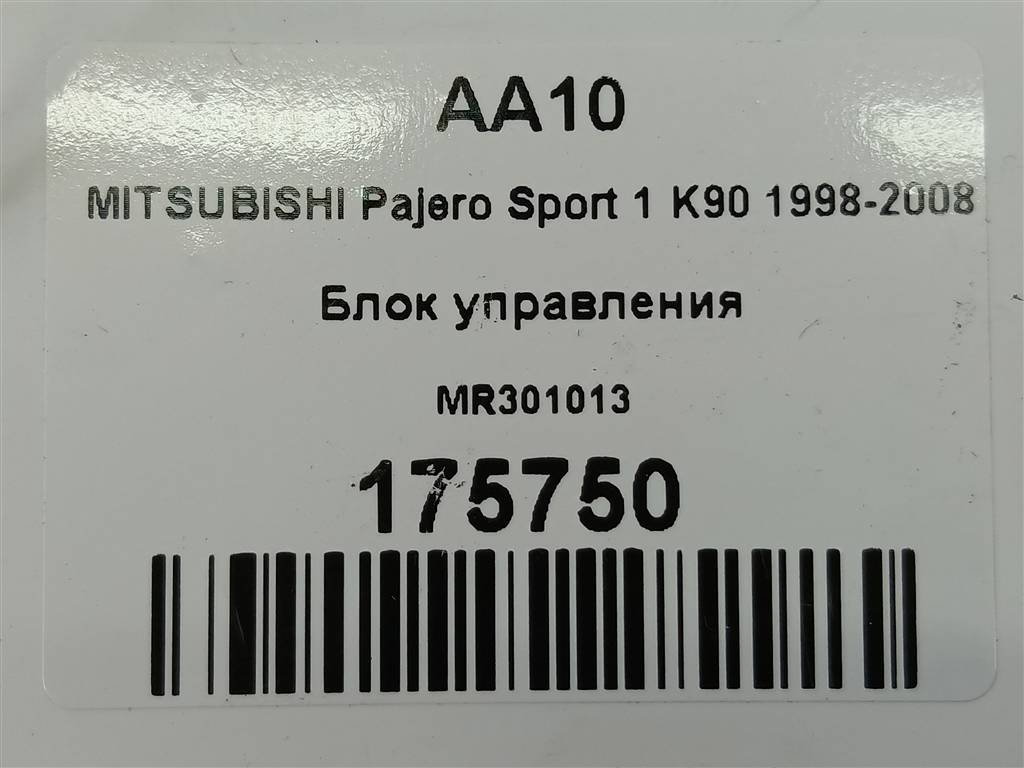 AA10
MITSUBISHI Pajero Sport 1 K90 1998-2008
Блок управления
MR301013
175750